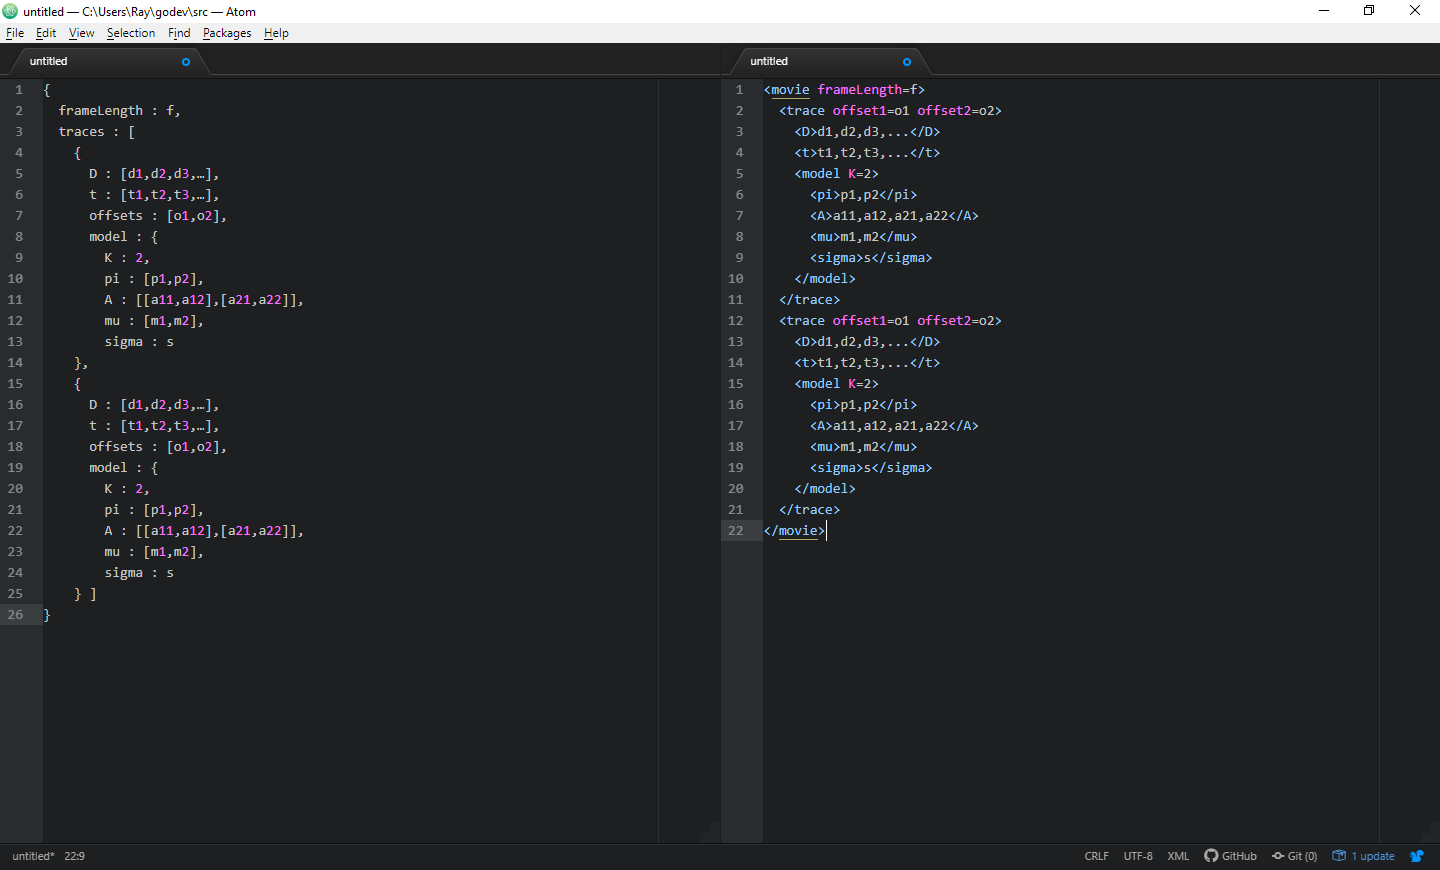 untitled — C:\Users\Ray\godev\src — Atom
File Edit View Selection Find Packages Help
untitled
1 {
2 frameLength : f,
3 traces : [
4 {
5 D : [d1,d2,d3,…],
6 t : [t1,t2,t3,…],
7 offsets : [o1,o2],
8 model : {
9 K : 2,
10 pi : [p1,p2],
11 A : [[a11,a12],[a21,a22]],
12 mu : [m1,m2],
13 sigma : s
14 },
15 {
16 D : [d1,d2,d3,…],
17 t : [t1,t2,t3,…],
18 offsets : [o1,o2],
19 model : {
20 K : 2,
21 pi : [p1,p2],
22 A : [[a11,a12],[a21,a22]],
23 mu : [m1,m2],
24 sigma : s
25 } ]
26 }
untitled
1 <movie frameLength=f>
2 <trace offset1=o1 offset2=o2>
3 <D>d1,d2,d3,...</D>
4 <t>t1,t2,t3,...</t>
5 <model K=2>
6 <pi>p1,p2</pi>
7 <A>a11,a12,a21,a22</A>
8 <mu>m1,m2</mu>
9 <sigma>s</sigma>
10 </model>
11 </trace>
12 <trace offset1=o1 offset2=o2>
13 <D>d1,d2,d3,...</D>
14 <t>t1,t2,t3,...</t>
15 <model K=2>
16 <pi>p1,p2</pi>
17 <A>a11,a12,a21,a22</A>
18 <mu>m1,m2</mu>
19 <sigma>s</sigma>
20 </model>
21 </trace>
22 </movie>
untitled* 22:9 CRLF UTF-8 XML GitHub Git (0) 1 update